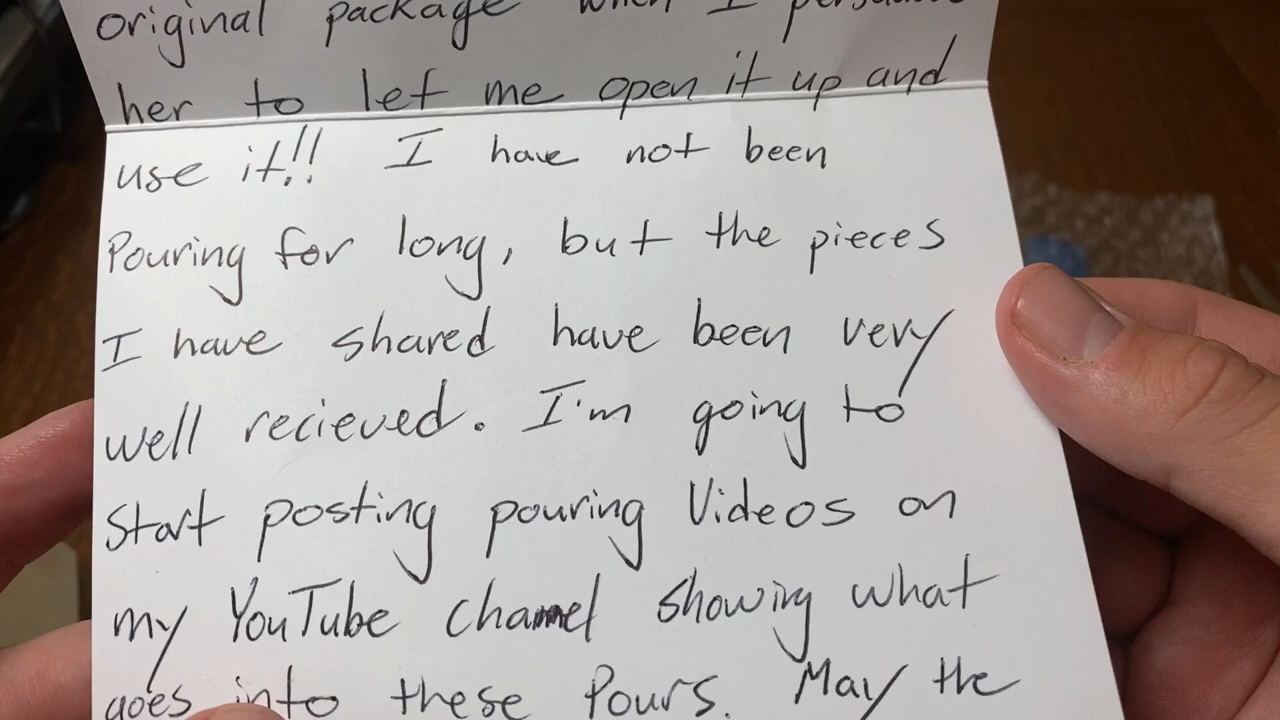 original package when I
her to let me open it up and
use it!! I have not been
Pouring for long, but the pieces
I have shared have been very
well recieved. I'm going to
Start posting pouring Videos on
my YouTube channel showing what
goes into these Pours. May the